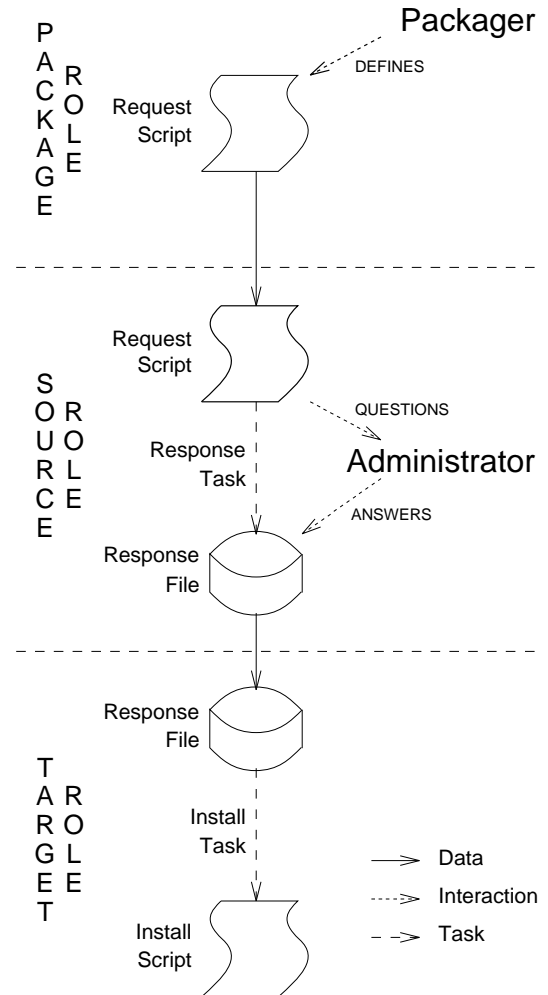 Packager
DEFINES
PACKAGE
ROLE
Request
Script
Request
Script
QUESTIONS
SOURCE
ROLE
Response
Task
Administrator
ANSWERS
Response
File
Response
File
TARGET
ROLE
Install
Task
Data
Interaction
Install
Script
Task